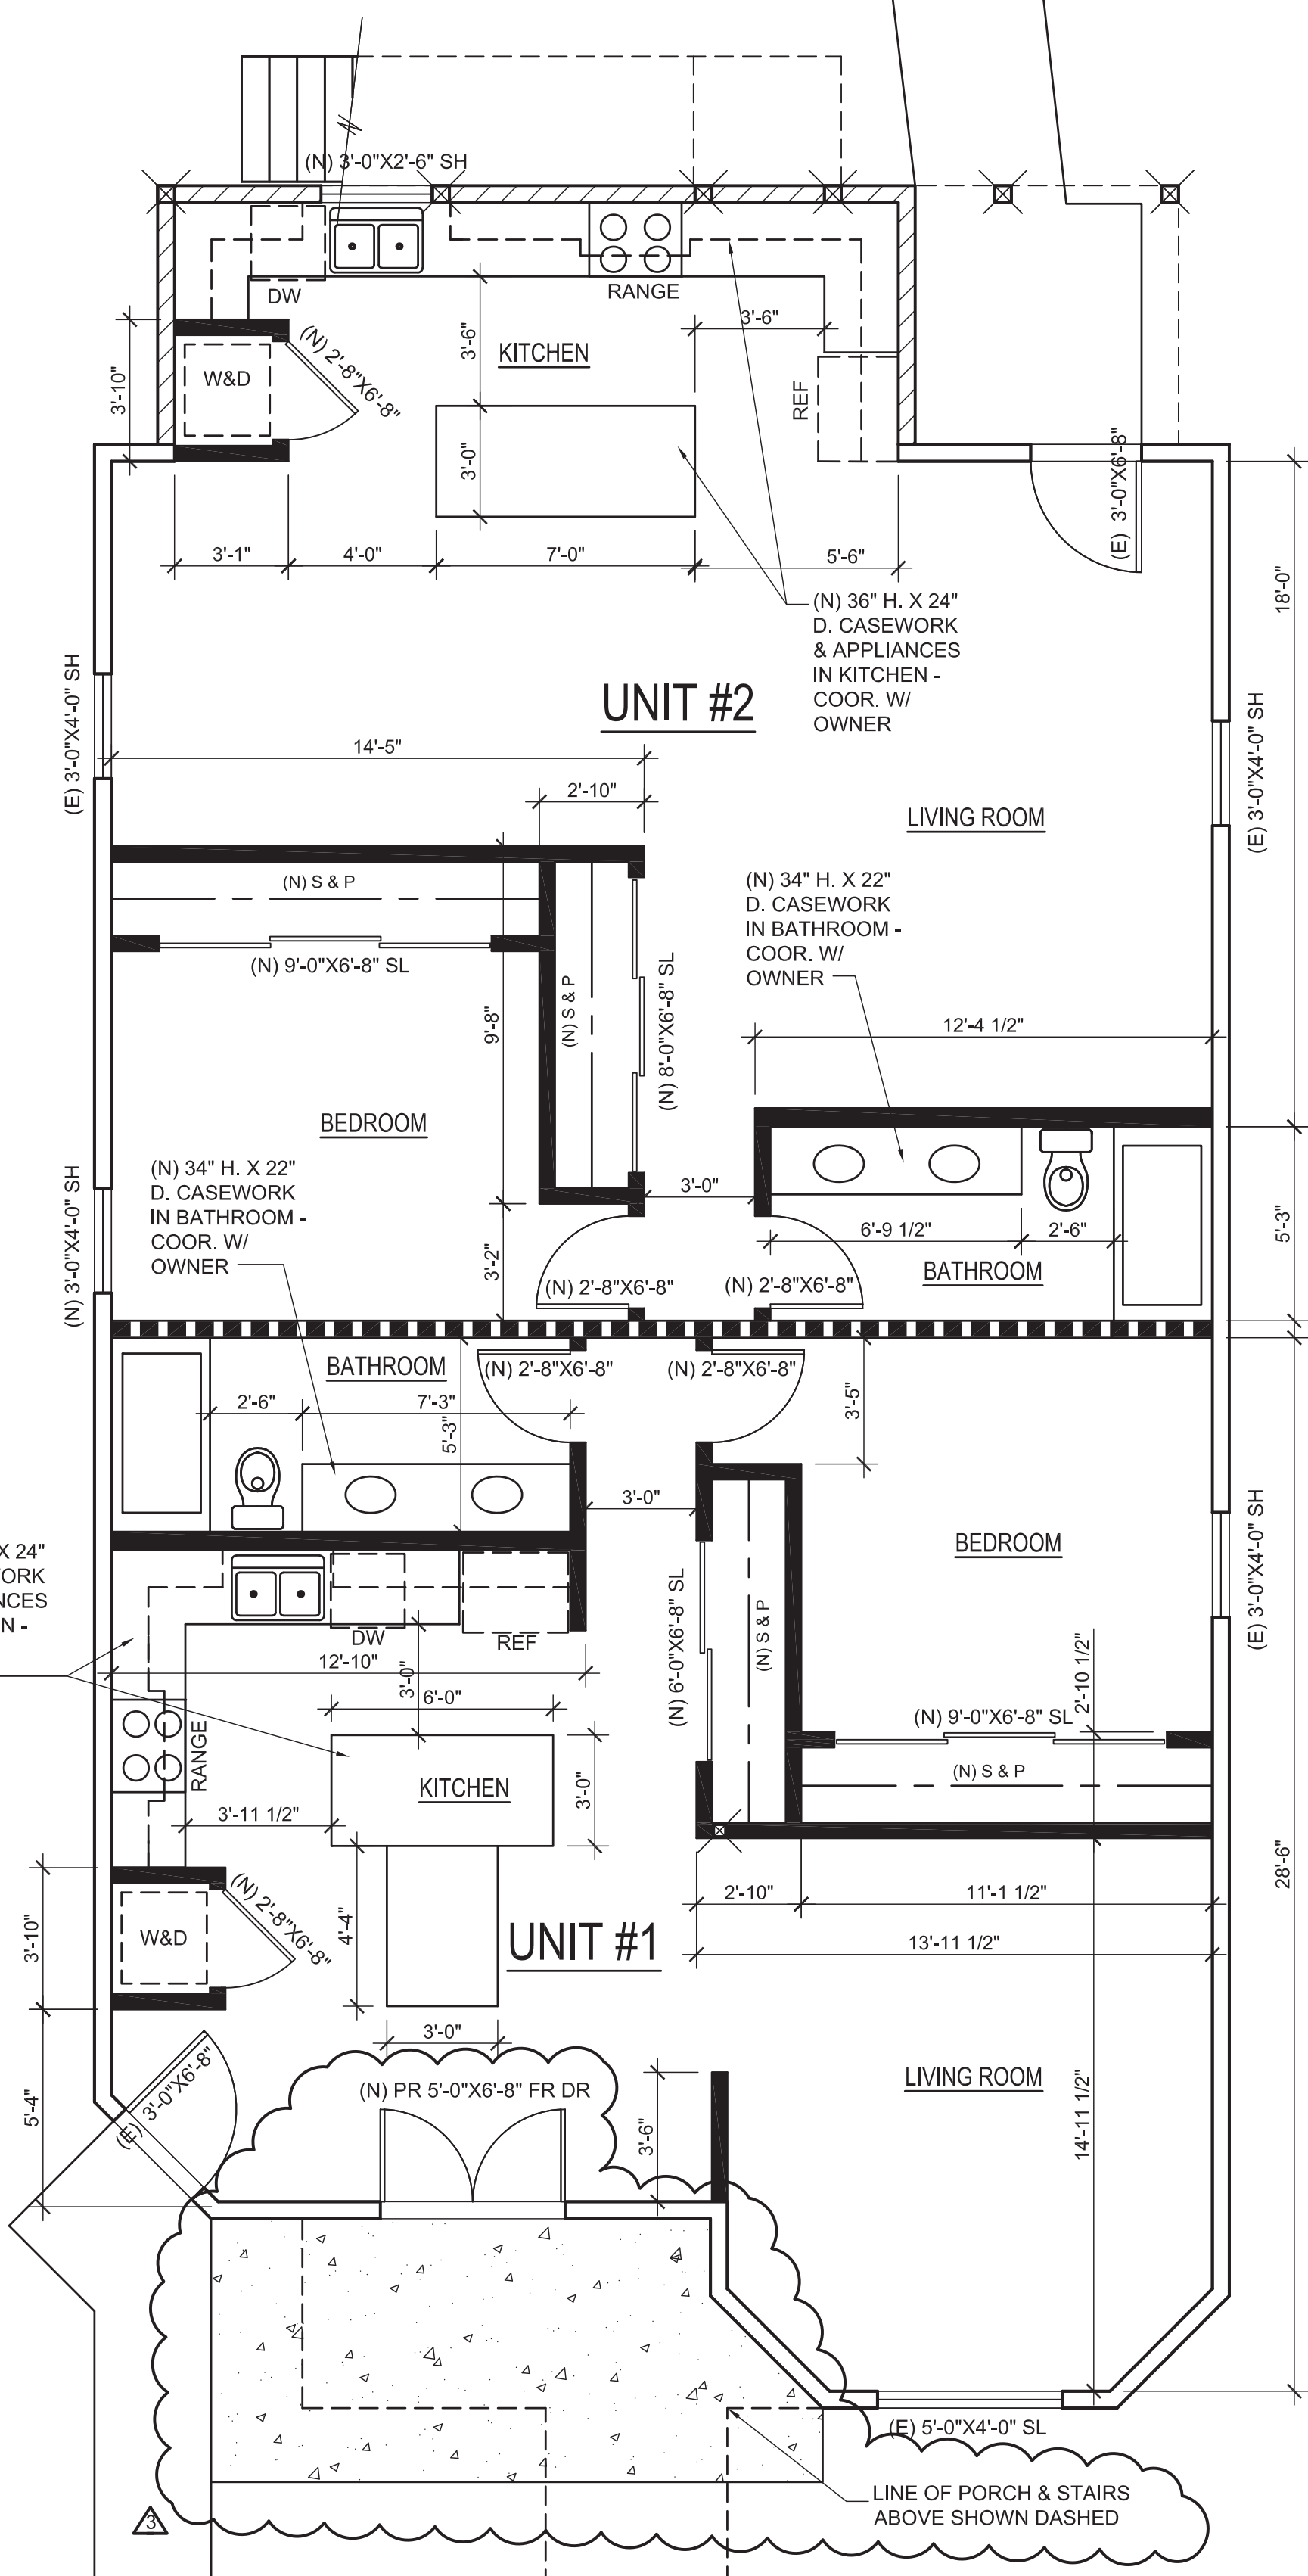 (N) 3'-0"X2'-6" SH
DW
RANGE
3'-6"
3'-6"
KITCHEN
(N) 2'-8"X6'-8"
W&D
3'-10"
REF
3'-0"
(E) 3'-0"X6'-8"
3'-1"
4'-0"
7'-0"
5'-6"
18'-0"
(N) 36" H. X 24"
D. CASEWORK
& APPLIANCES
IN KITCHEN -
COOR. W/
OWNER
UNIT #2
(E) 3'-0"X4'-0" SH
(E) 3'-0"X4'-0" SH
14'-5"
2'-10"
LIVING ROOM
(N) S & P
(N) 34" H. X 22"
D. CASEWORK
IN BATHROOM -
COOR. W/
OWNER
(N) 9'-0"X6'-8" SL
9'-8"
(N) S & P
(N) 8'-0"X6'-8" SL
12'-4 1/2"
BEDROOM
(N) 34" H. X 22"
D. CASEWORK
IN BATHROOM -
COOR. W/
OWNER
(N) 3'-0"X4'-0" SH
3'-0"
6'-9 1/2"
2'-6"
5'-3"
3'-2"
BATHROOM
(N) 2'-8"X6'-8"
(N) 2'-8"X6'-8"
BATHROOM
(N) 2'-8"X6'-8"
(N) 2'-8"X6'-8"
2'-6"
7'-3"
5'-3"
3'-5"
3'-0"
X 24"
ORK
NCES
N -
BEDROOM
(E) 3'-0"X4'-0" SH
DW
REF
12'-10"
3'-0"
6'-0"
(N) 6'-0"X6'-8" SL
(N) S & P
2'-10 1/2"
(N) 9'-0"X6'-8" SL
RANGE
KITCHEN
3'-0"
(N) S & P
3'-11 1/2"
28'-6"
(N) 2'-8"X6'-8"
W&D
3'-10"
4'-4"
UNIT #1
2'-10"
11'-1 1/2"
13'-11 1/2"
3'-0"
(E) 3'-0"X6'-8"
5'-4"
(N) PR 5'-0"X6'-8" FR DR
3'-6"
LIVING ROOM
14'-11 1/2"
(E) 5'-0"X4'-0" SL
LINE OF PORCH & STAIRS
ABOVE SHOWN DASHED
3